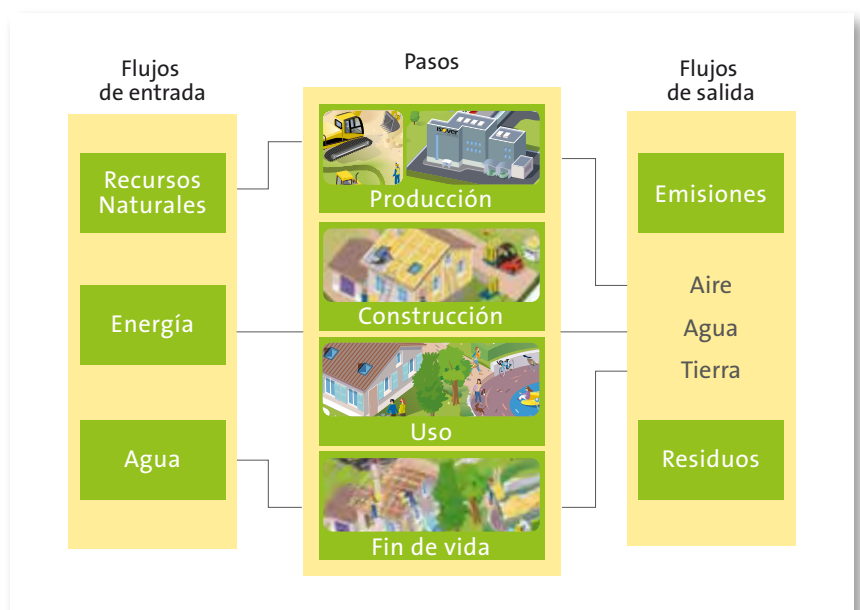 Flujos
de entrada
Recursos
Naturales
Energía
Agua
Pasos
isover
Producción
Construcción
Uso
Fin de vida
Flujos
de salida
Emisiones
Aire
Agua
Tierra
Residuos